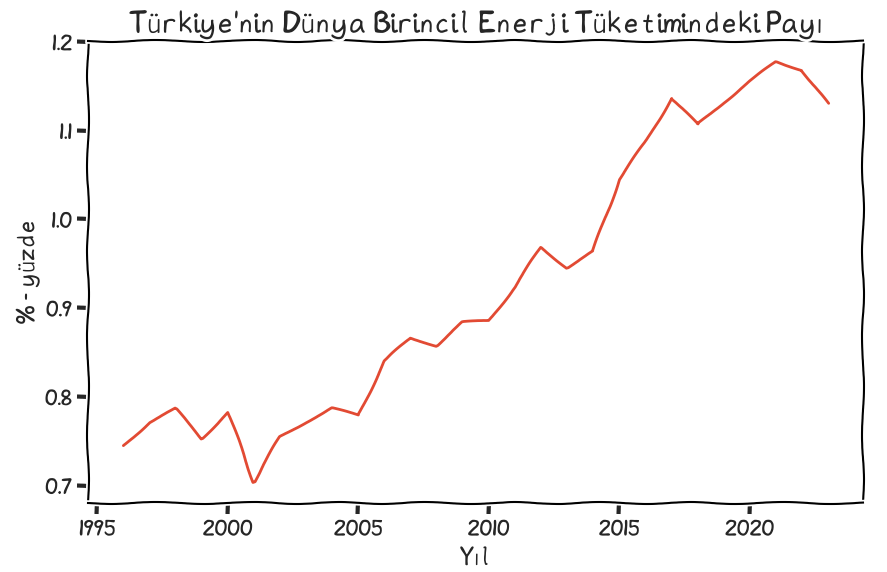 Türkiye'nin Dünya Birincil Enerji Tüketimindeki Payı
1.2
1.1
1.0
0.9
0.8
0.7
%-yüzde
1995 2000 2005 2010 2015 2020
Yıl